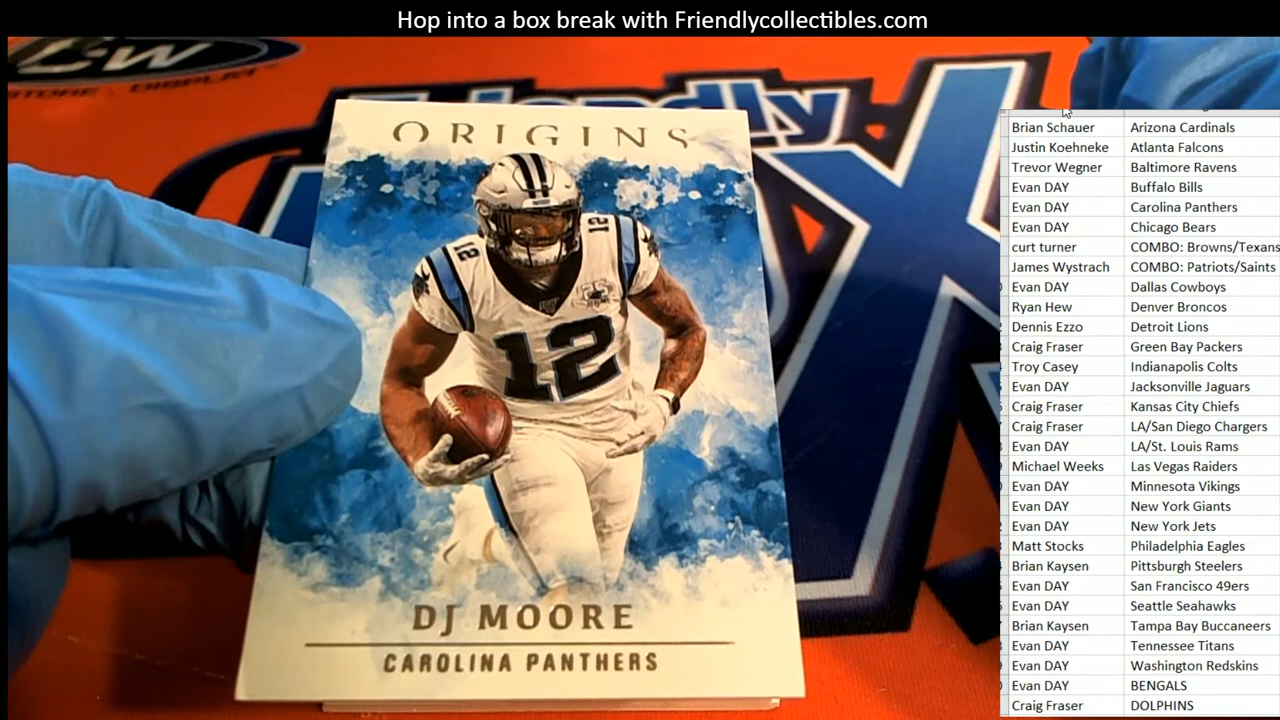 Hop into a box break with Friendlycollectibles.com
ORIGINS
12
12
12
DJ MOORE
CAROLINA PANTHERS
Friendly
Brian Schauer Arizona Cardinals
Justin Koehneke Atlanta Falcons
Trevor Wegner Baltimore Ravens
Evan DAY Buffalo Bills
Evan DAY Carolina Panthers
Evan DAY Chicago Bears
curt turner COMBO: Browns/Texans
James Wystrach COMBO: Patriots/Saints
Evan DAY Dallas Cowboys
Ryan Hew Denver Broncos
Dennis Ezzo Detroit Lions
Craig Fraser Green Bay Packers
Troy Casey Indianapolis Colts
Evan DAY Jacksonville Jaguars
Craig Fraser Kansas City Chiefs
Craig Fraser LA/San Diego Chargers
Evan DAY LA/St. Louis Rams
Michael Weeks Las Vegas Raiders
Evan DAY Minnesota Vikings
Evan DAY New York Giants
Evan DAY New York Jets
Matt Stocks Philadelphia Eagles
Brian Kaysen Pittsburgh Steelers
Evan DAY San Francisco 49ers
Evan DAY Seattle Seahawks
Brian Kaysen Tampa Bay Buccaneers
Evan DAY Tennessee Titans
Evan DAY Washington Redskins
Evan DAY BENGALS
Craig Fraser DOLPHINS